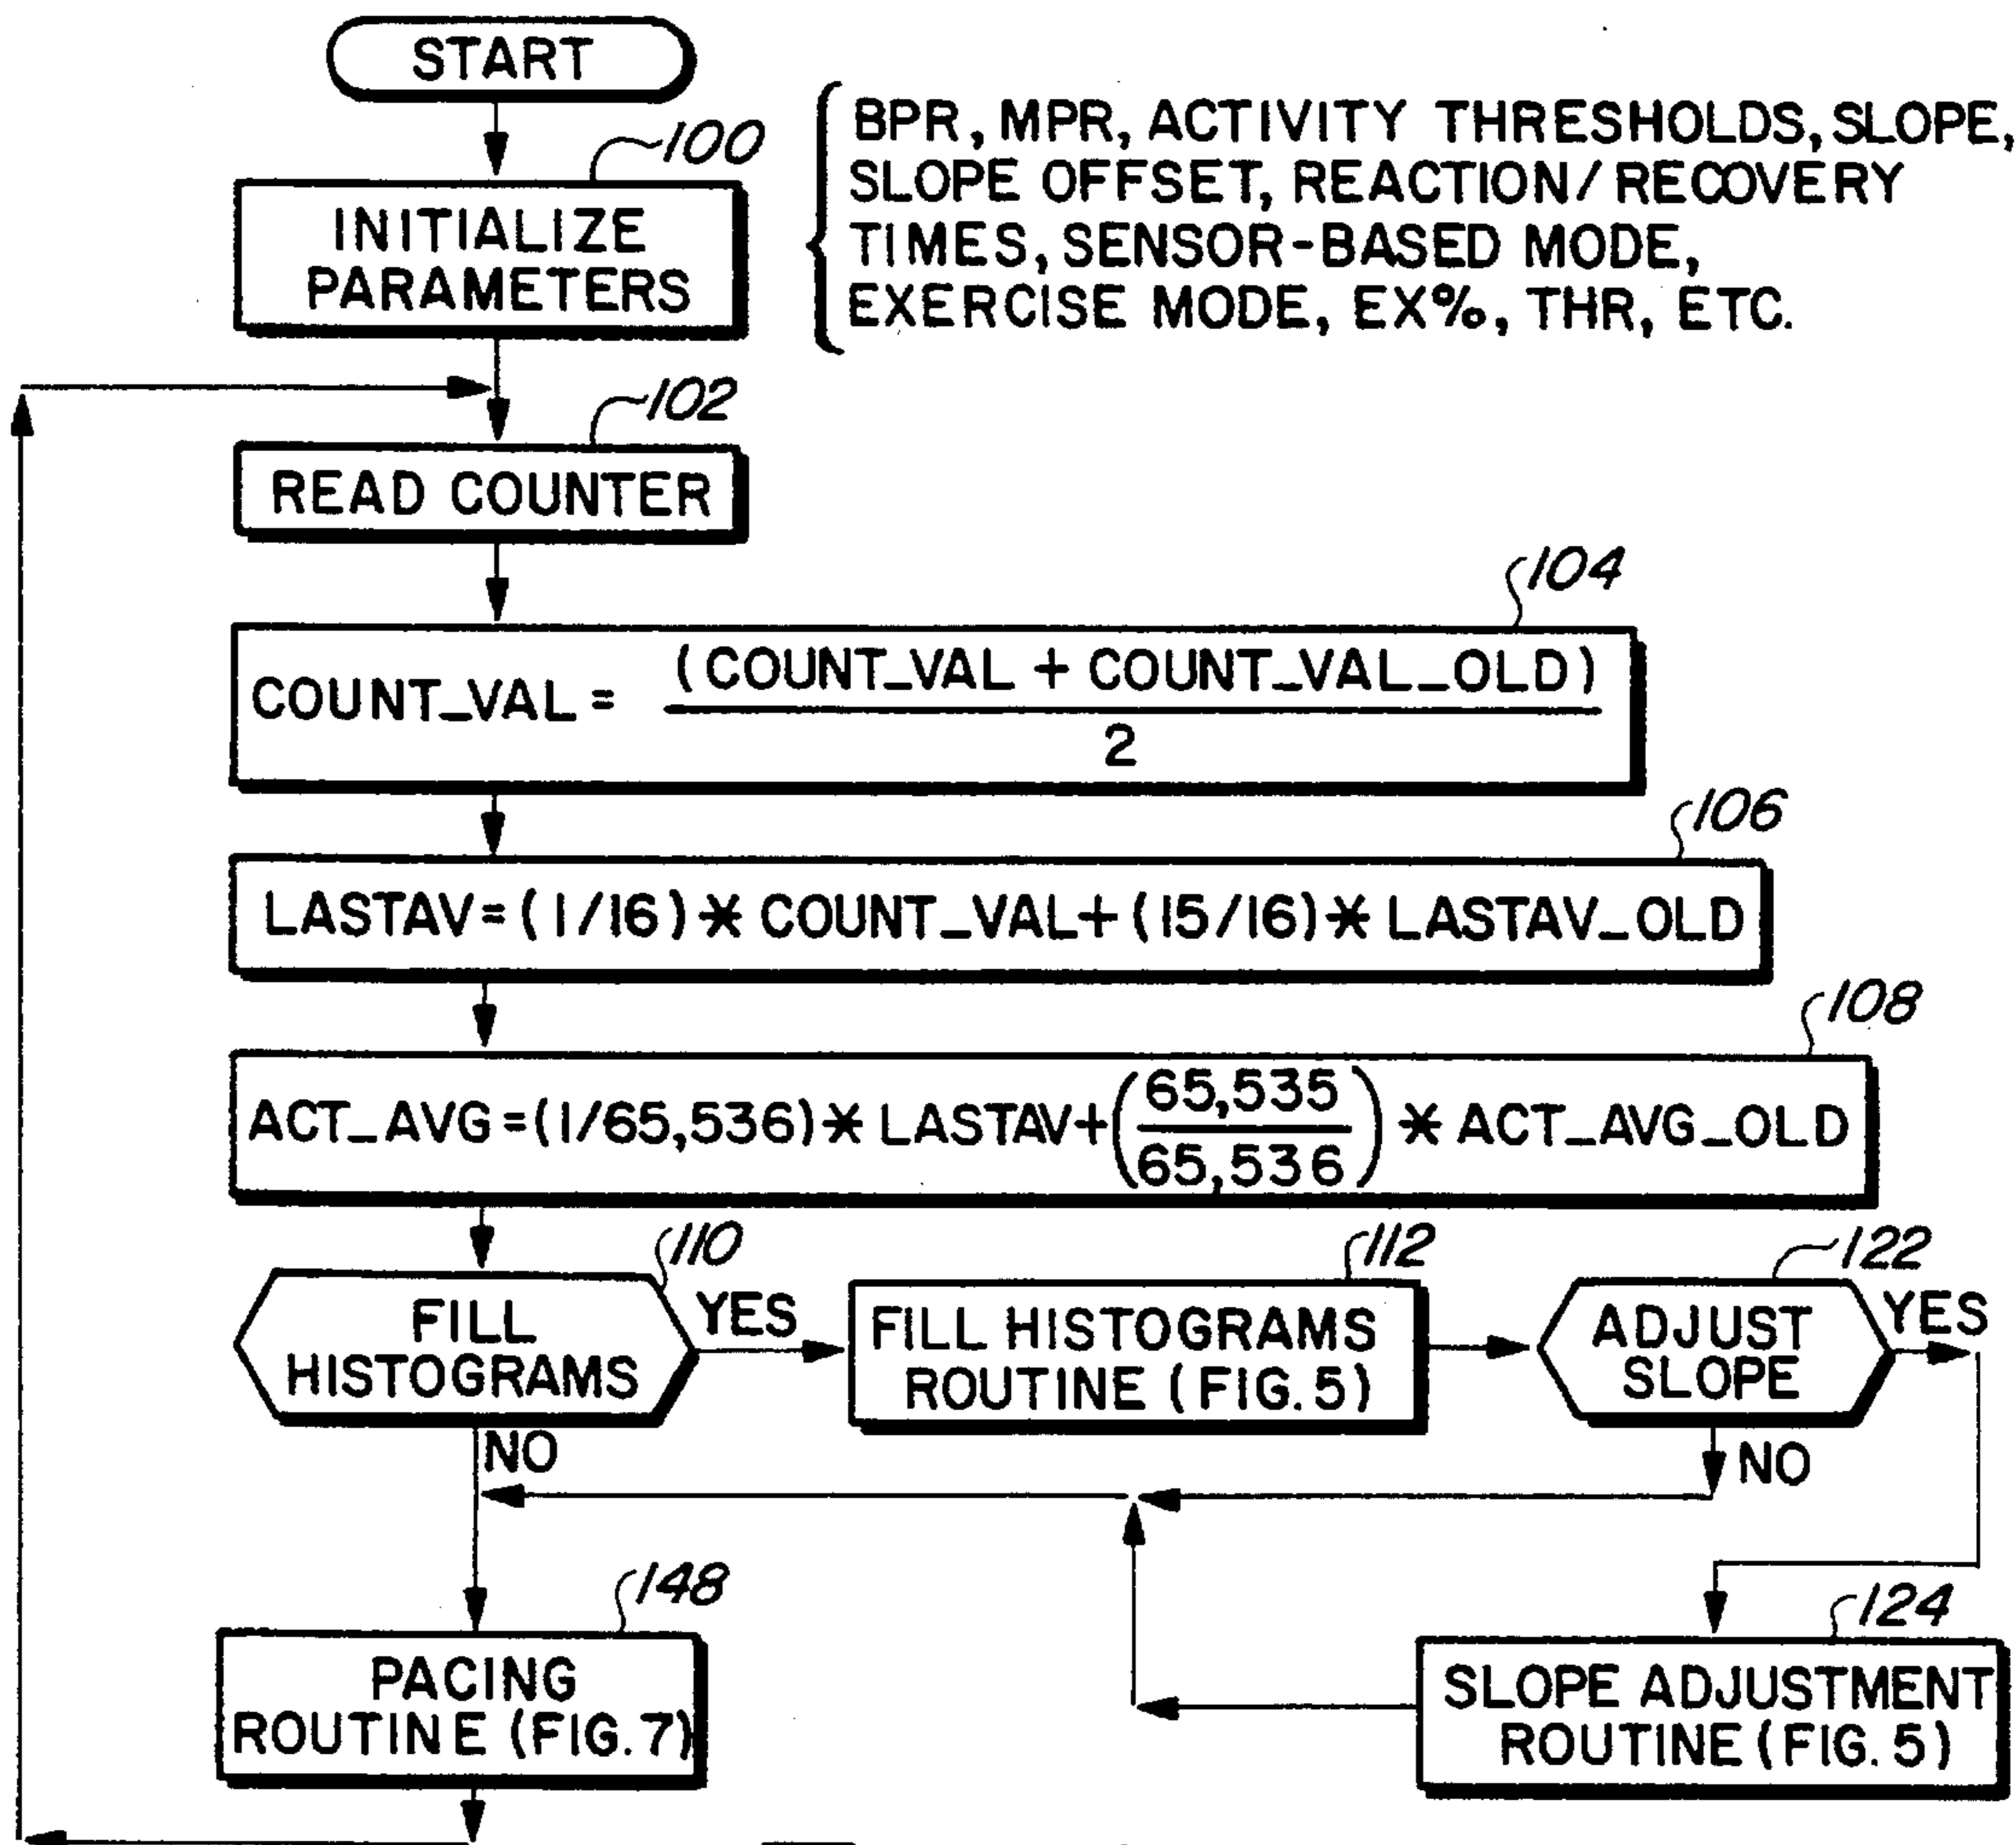 START
100
INITIALIZE
PARAMETERS
BPR, MPR, ACTIVITY THRESHOLDS, SLOPE,
SLOPE OFFSET, REACTION/RECOVERY
TIMES, SENSOR-BASED MODE,
EXERCISE MODE, EX%, THR, ETC.
102
READ COUNTER
104
COUNT_VAL = (COUNT_VAL + COUNT_VAL_OLD)
2
106
LASTAV=(1/16)* COUNT_VAL+(15/16)* LASTAV_OLD
108
ACT_AVG=(1/65,536)* LASTAV+(65,535/65,536) * ACT_AVG_OLD
110
FILL
HISTOGRAMS
YES
NO
112
FILL HISTOGRAMS
ROUTINE (FIG. 5)
122
ADJUST
SLOPE
YES
NO
148
PACING
ROUTINE (FIG. 7)
124
SLOPE ADJUSTMENT
ROUTINE (FIG. 5)